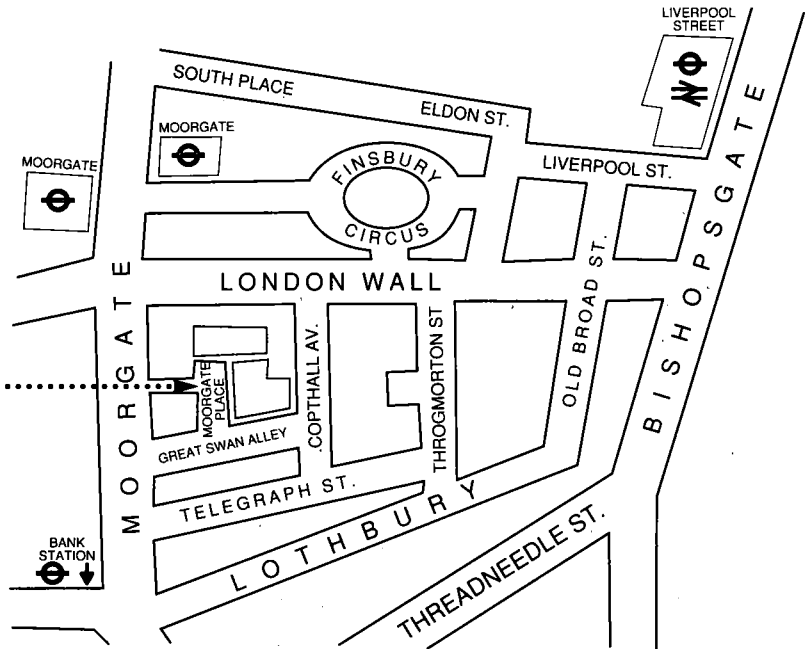 LIVERPOOL
STREET
SOUTH PLACE
ELDON ST.
MOORGATE
MOORGATE
LIVERPOOL ST.
FINSBURY
CIRCUS
LONDON WALL
MOORGATE
BISHOPSGATE
OLD BROAD ST.
COPTHALL AV.
THROGMORTON ST
MOORGATE
PLACE
GREAT SWAN ALLEY
TELEGRAPH ST.
LOTHBURY
THREADNEEDLE ST.
BANK
STATION